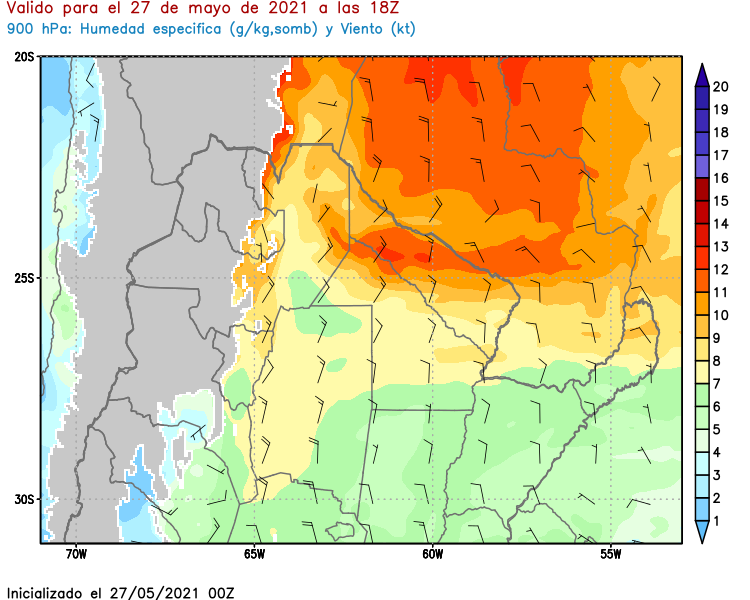 Valido para el 27 de mayo de 2021 a las 18Z
900 hPa: Humedad especifica (g/kg,somb) y Viento (kt)
20S
25S
30S
70W
65W
60W
55W
20
19
18
17
16
15
14
13
12
11
10
9
8
7
6
5
4
3
2
1
Inicializado el 27/05/2021 00Z